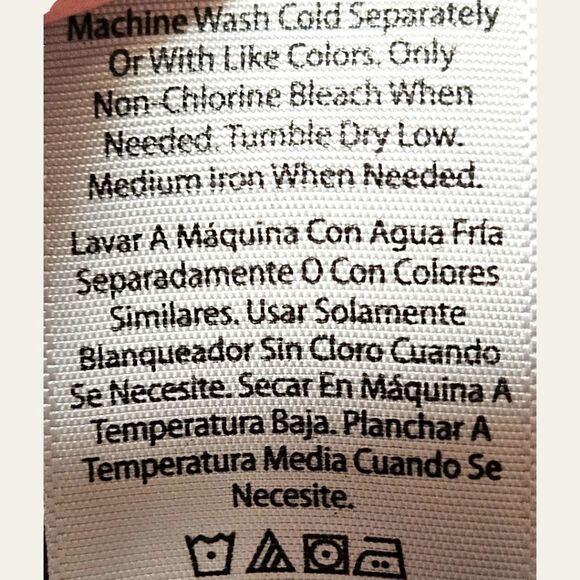 Machine Wash Cold Separately
Or With Like Colors. Only
Non-Chlorine Bleach When
Needed. Tumble Dry Low.
Medium iron When Needed.
Lavar A Máquina Con Agua Fría
Separadamente O Con Colores
Similares. Usar Solamente
Blanqueador Sin Cloro Cuando
Se Necesite. Secar En Máquina A
Temperatura Baja. Planchar A
Temperatura Media Cuando Se
Necesite.